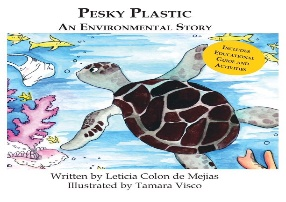 PESKY PLASTIC
AN ENVIRONMENTAL STORY
INCLUDES
EDUCATIONAL
GAMES AND
ACTIVITIES
Written by Leticia Colon de Mejias
Illustrated by Tamara Visco